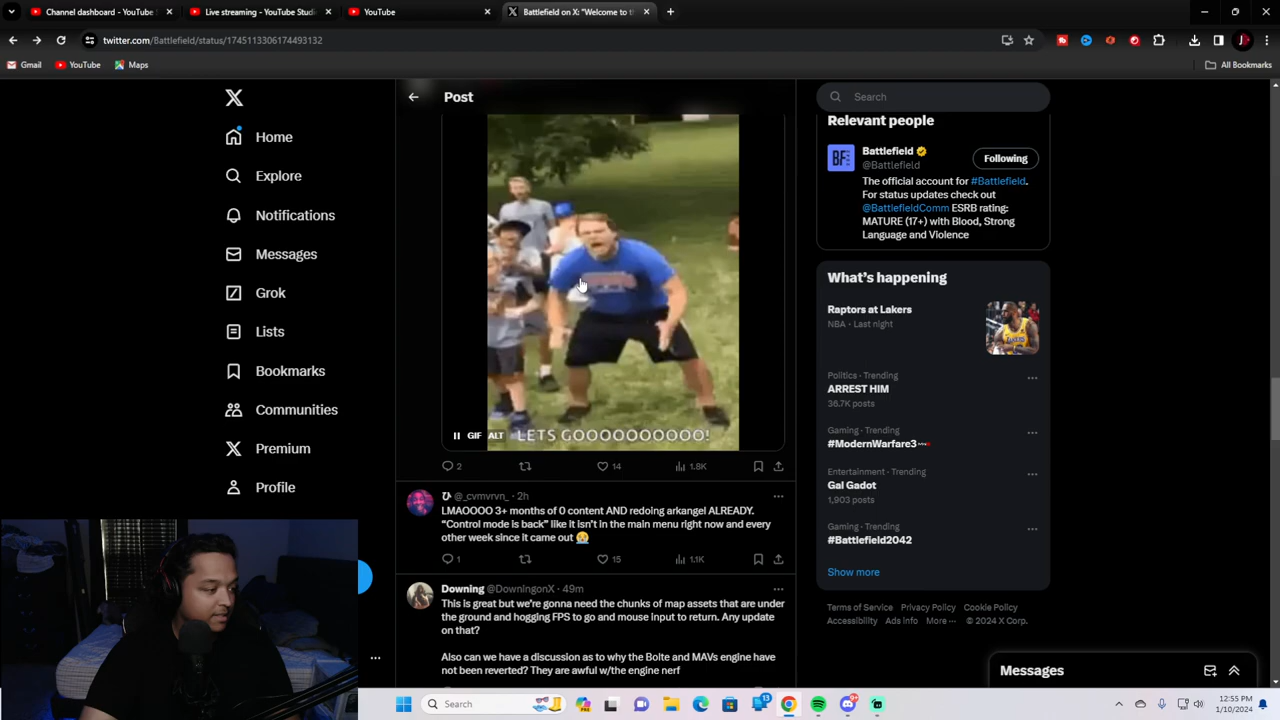 Channel dashboard - YouTube S
Live streaming - YouTube Studi
YouTube
Battlefield on X: "Welcome to th
twitter.com/Battlefield/status/1745113306174493132
Gmail
YouTube
Maps
All Bookmarks
Home
Explore
Notifications
Messages
Grok
Lists
Bookmarks
Communities
Premium
Profile
Post
GIF ALT LETS GOOOOOOOOOO!
2 14 1.8K
@_cvmvrvn_ · 2h
LMAOOOO 3+ months of 0 content AND redoing arkangel ALREADY.
“Control mode is back” like it isn’t in the main menu right now and every
other week since it came out
1 15 1.1K
Downing @DowningonX · 49m
This is great but we’re gonna need the chunks of map assets that are under
the ground and hogging FPS to go and mouse input to return. Any update
on that?
Also can we have a discussion as to why the Bolte and MAVs engine have
not been reverted? They are awful w/the engine nerf
Search
Relevant people
Battlefield
@Battlefield
Following
The official account for #Battlefield.
For status updates check out
@BattlefieldComm ESRB rating:
MATURE (17+) with Blood, Strong
Language and Violence
What’s happening
Raptors at Lakers
NBA · Last night
Politics · Trending
ARREST HIM
36.7K posts
Gaming · Trending
#ModernWarfare3
Entertainment · Trending
Gal Gadot
1,903 posts
Gaming · Trending
#Battlefield2042
Show more
Terms of Service Privacy Policy Cookie Policy
Accessibility Ads info More ··· © 2024 X Corp.
Messages
Search
12:55 PM
1/10/2024